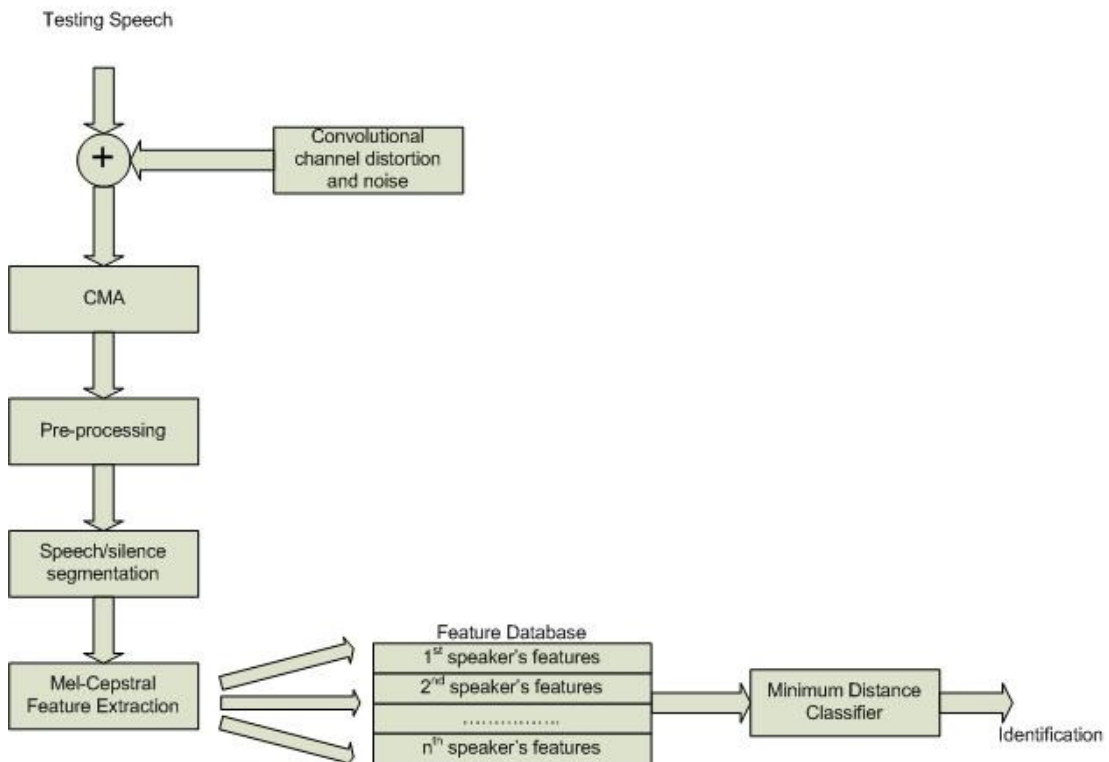 Testing Speech
+
Convolutional
channel distortion
and noise
CMA
Pre-processing
Speech/silence
segmentation
Mel-Cepstral
Feature Extraction
Feature Database
1st speaker's features
2nd speaker's features
................
nth speaker's features
Minimum Distance
Classifier
Identification